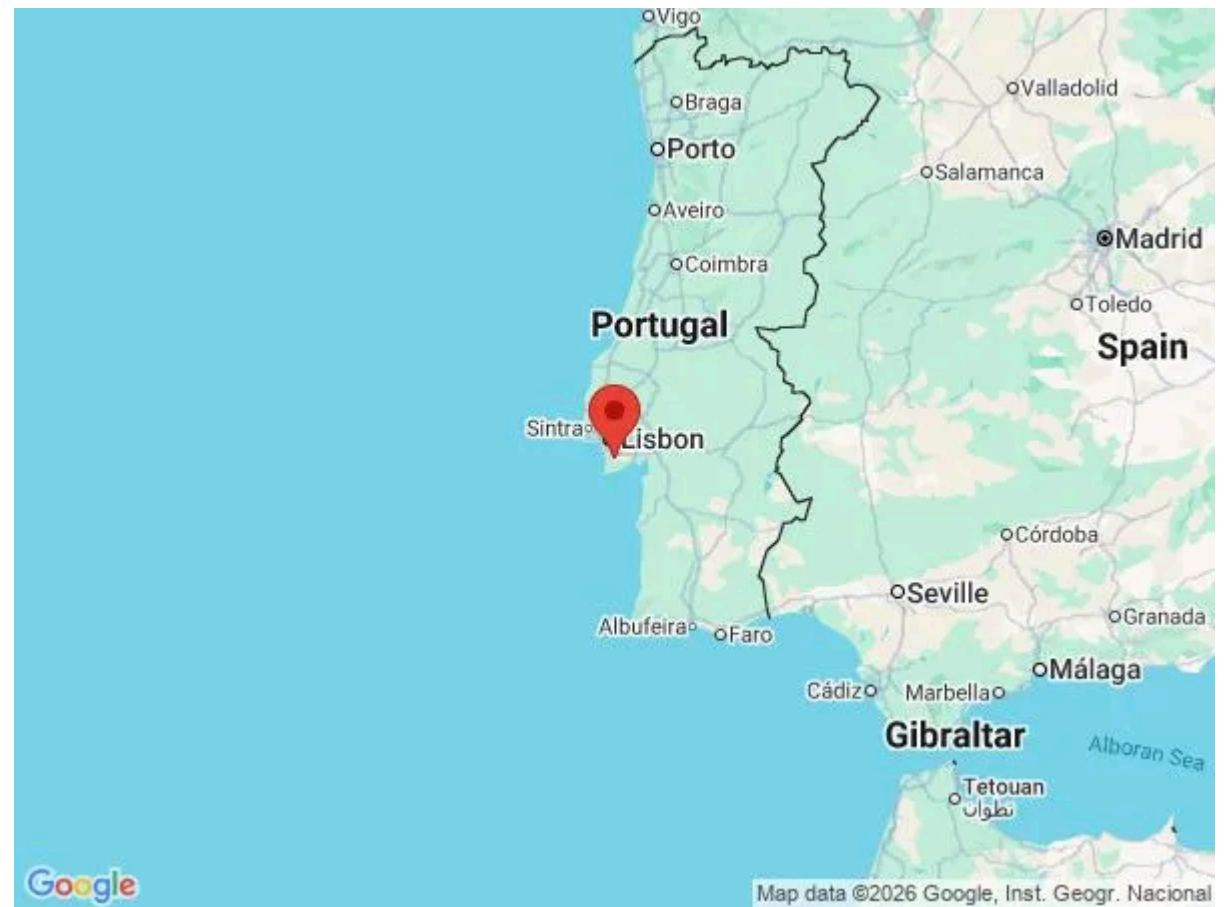 Vigo
Valladolid
Braga
Porto
Salamanca
Aveiro
Madrid
Coimbra
Toledo
Portugal
Spain
Sintra
Lisbon
Córdoba
Seville
Granada
Albufeira
Faro
Málaga
Cádiz
Marbella
Gibraltar
Alboran Sea
Tetouan
تطوان
Google
Map data ©2026 Google, Inst. Geogr. Nacional